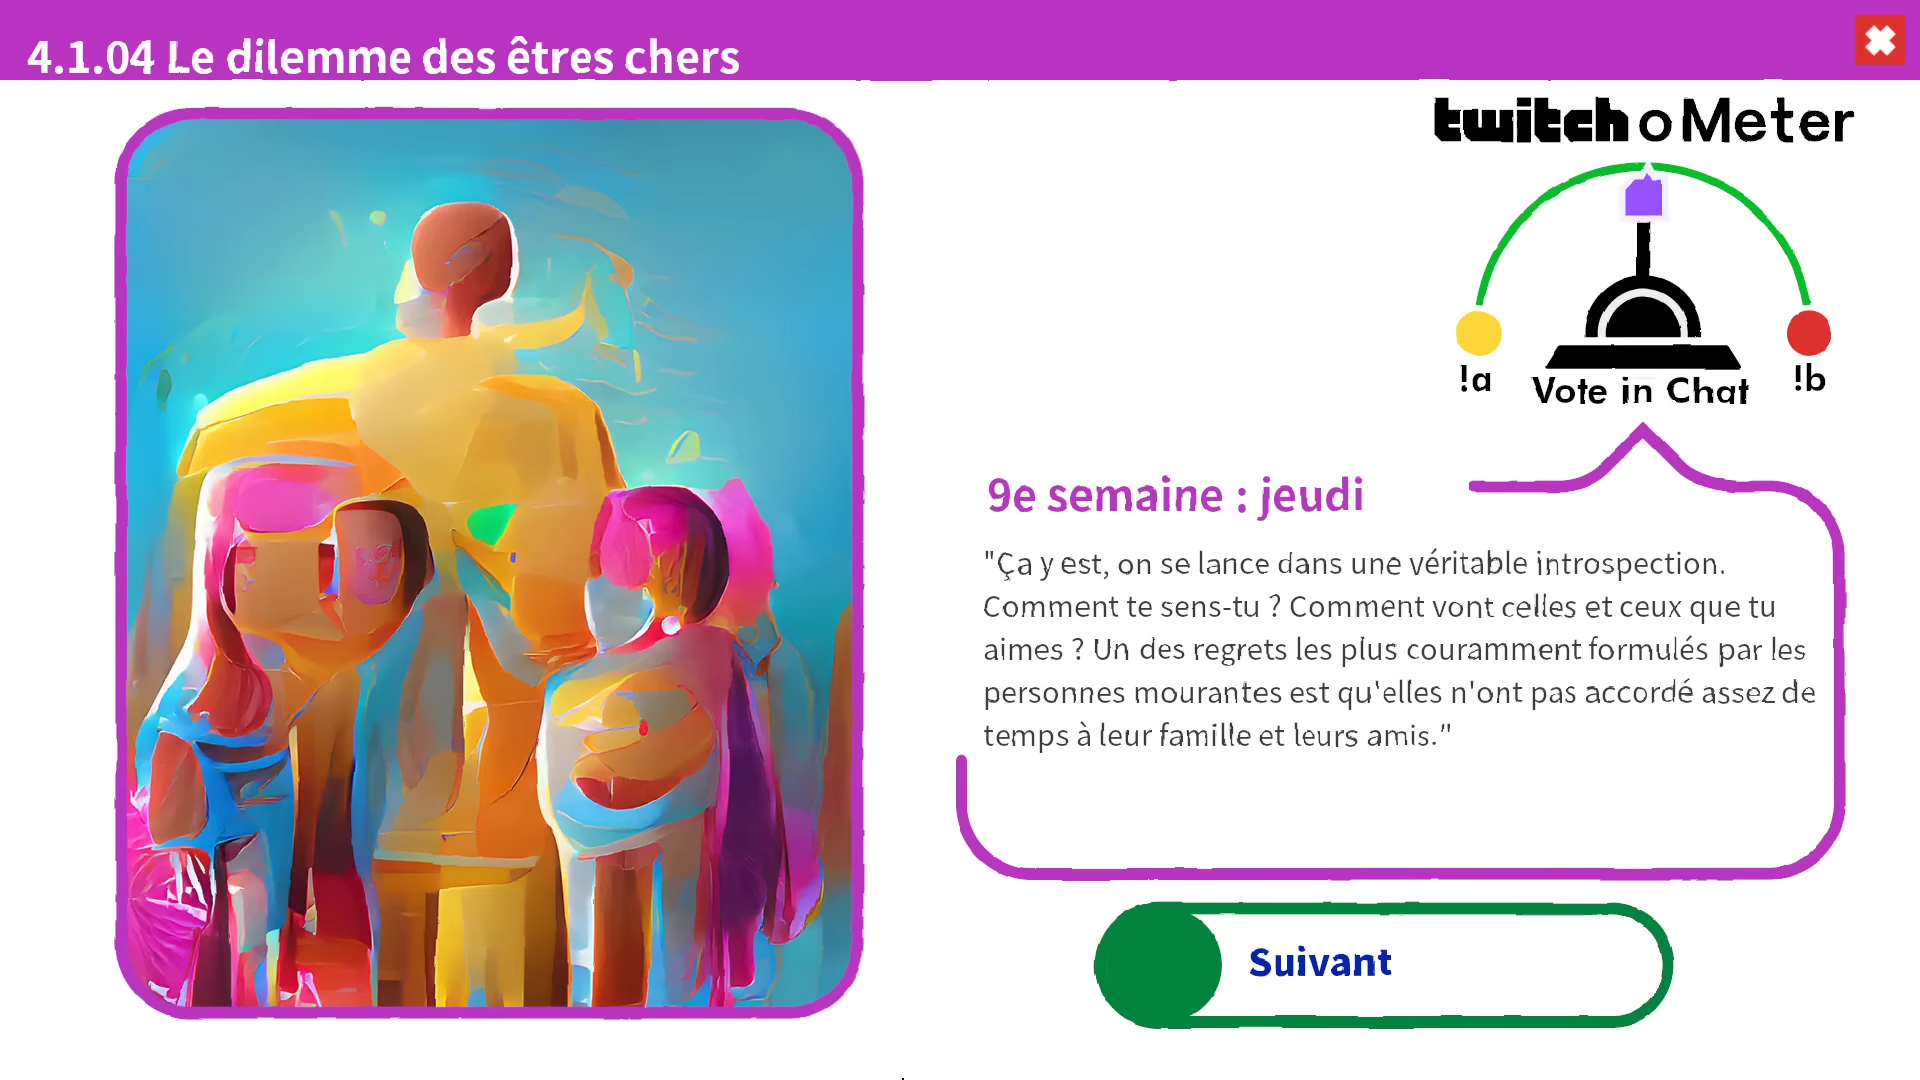 4.1.04 Le dilemme des êtres chers
twitch o Meter
!a
Vote in Chat
!b
9e semaine : jeudi
"Ça y est, on se lance dans une véritable introspection.
Comment te sens-tu ? Comment vont celles et ceux que tu
aimes ? Un des regrets les plus couramment formulés par les
personnes mourantes est qu'elles n'ont pas accordé assez de
temps à leur famille et leurs amis."
Suivant